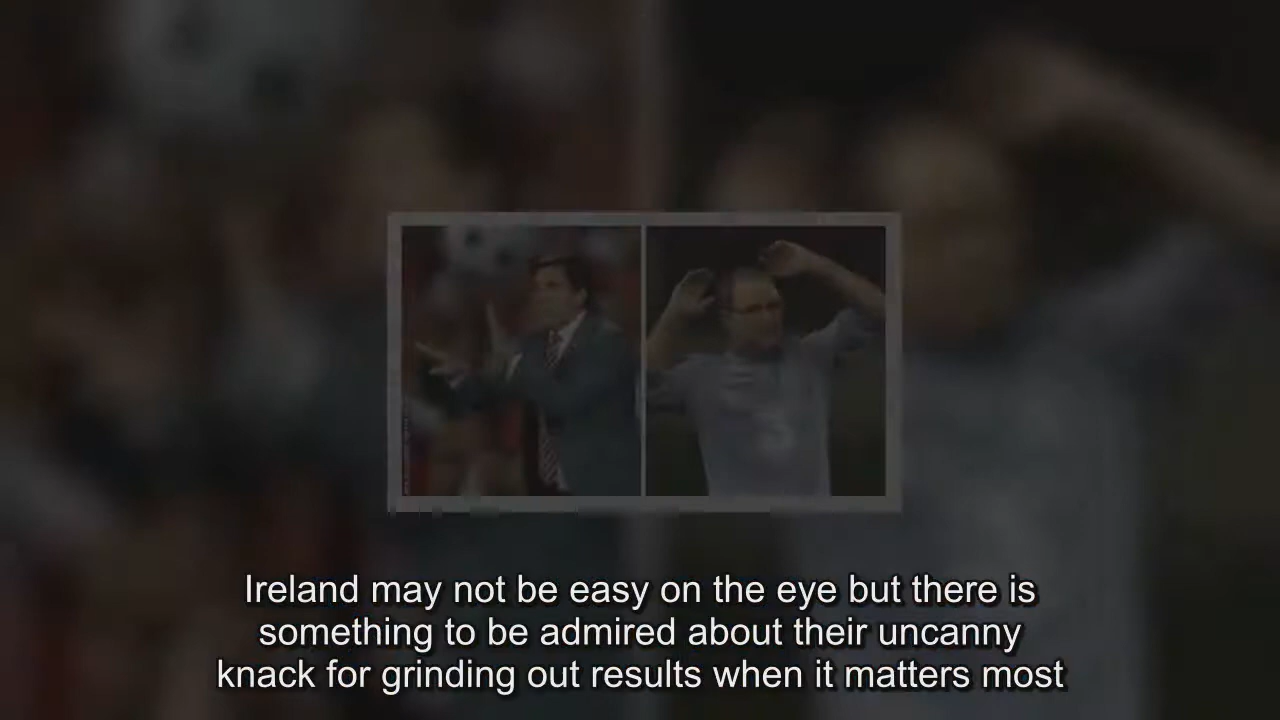 Ireland may not be easy on the eye but there is
something to be admired about their uncanny
knack for grinding out results when it matters most